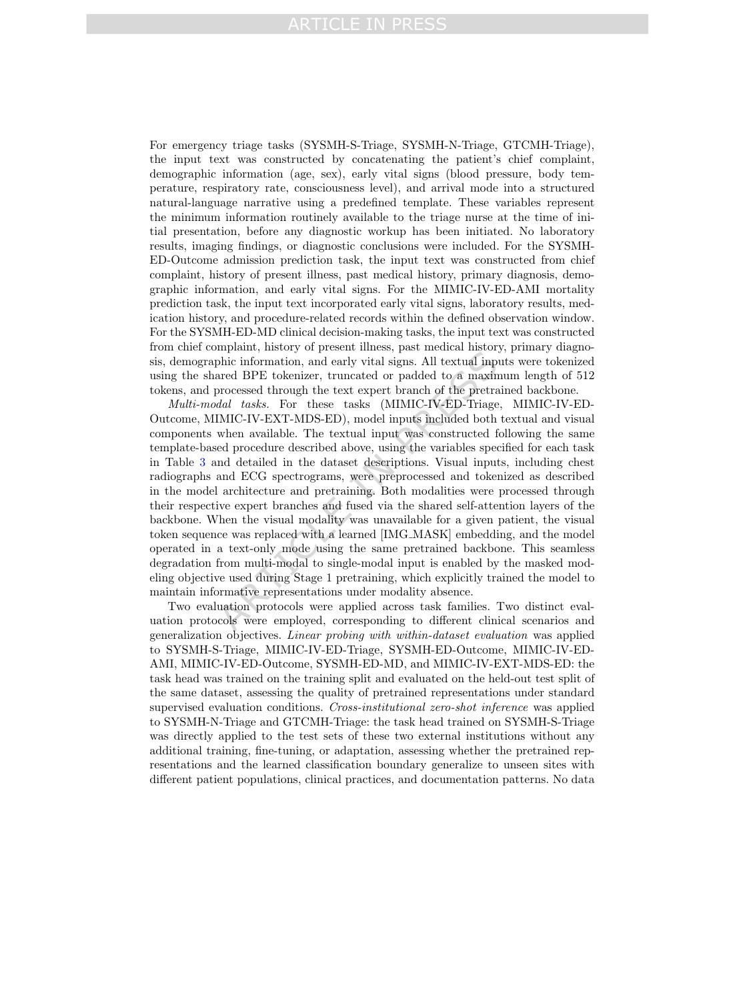 ARTICLE IN PRESS
For emergency triage tasks (SYSMH-S-Triage, SYSMH-N-Triage, GTCMH-Triage),
the input text was constructed by concatenating the patient's chief complaint,
demographic information (age, sex), early vital signs (blood pressure, body tem-
perature, respiratory rate, consciousness level), and arrival mode into a structured
natural-language narrative using a predefined template. These variables represent
the minimum information routinely available to the triage nurse at the time of ini-
tial presentation, before any diagnostic workup has been initiated. No laboratory
results, imaging findings, or diagnostic conclusions were included. For the SYSMH-
ED-Outcome admission prediction task, the input text was constructed from chief
complaint, history of present illness, past medical history, primary diagnosis, demo-
graphic information, and early vital signs. For the MIMIC-IV-ED-AMI mortality
prediction task, the input text incorporated early vital signs, laboratory results, med-
ication history, and procedure-related records within the defined observation window.
For the SYSMH-ED-MD clinical decision-making tasks, the input text was constructed
from chief complaint, history of present illness, past medical history, primary diagno-
sis, demographic information, and early vital signs. All textual inputs were tokenized
using the shared BPE tokenizer, truncated or padded to a maximum length of 512
tokens, and processed through the text expert branch of the pretrained backbone.
Multi-modal tasks. For these tasks (MIMIC-IV-ED-Triage, MIMIC-IV-ED-
Outcome, MIMIC-IV-EXT-MDS-ED), model inputs included both textual and visual
components when available. The textual input was constructed following the same
template-based procedure described above, using the variables specified for each task
in Table 3 and detailed in the dataset descriptions. Visual inputs, including chest
radiographs and ECG spectrograms, were preprocessed and tokenized as described
in the model architecture and pretraining. Both modalities were processed through
their respective expert branches and fused via the shared self-attention layers of the
backbone. When the visual modality was unavailable for a given patient, the visual
token sequence was replaced with a learned [IMG_MASK] embedding, and the model
operated in a text-only mode using the same pretrained backbone. This seamless
degradation from multi-modal to single-modal input is enabled by the masked mod-
eling objective used during Stage 1 pretraining, which explicitly trained the model to
maintain informative representations under modality absence.
Two evaluation protocols were applied across task families. Two distinct eval-
uation protocols were employed, corresponding to different clinical scenarios and
generalization objectives. Linear probing with within-dataset evaluation was applied
to SYSMH-S-Triage, MIMIC-IV-ED-Triage, SYSMH-ED-Outcome, MIMIC-IV-ED-
AMI, MIMIC-IV-ED-Outcome, SYSMH-ED-MD, and MIMIC-IV-EXT-MDS-ED: the
task head was trained on the training split and evaluated on the held-out test split of
the same dataset, assessing the quality of pretrained representations under standard
supervised evaluation conditions. Cross-institutional zero-shot inference was applied
to SYSMH-N-Triage and GTCMH-Triage: the task head trained on SYSMH-S-Triage
was directly applied to the test sets of these two external institutions without any
additional training, fine-tuning, or adaptation, assessing whether the pretrained rep-
resentations and the learned classification boundary generalize to unseen sites with
different patient populations, clinical practices, and documentation patterns. No data
ARTICLE IN PRESS